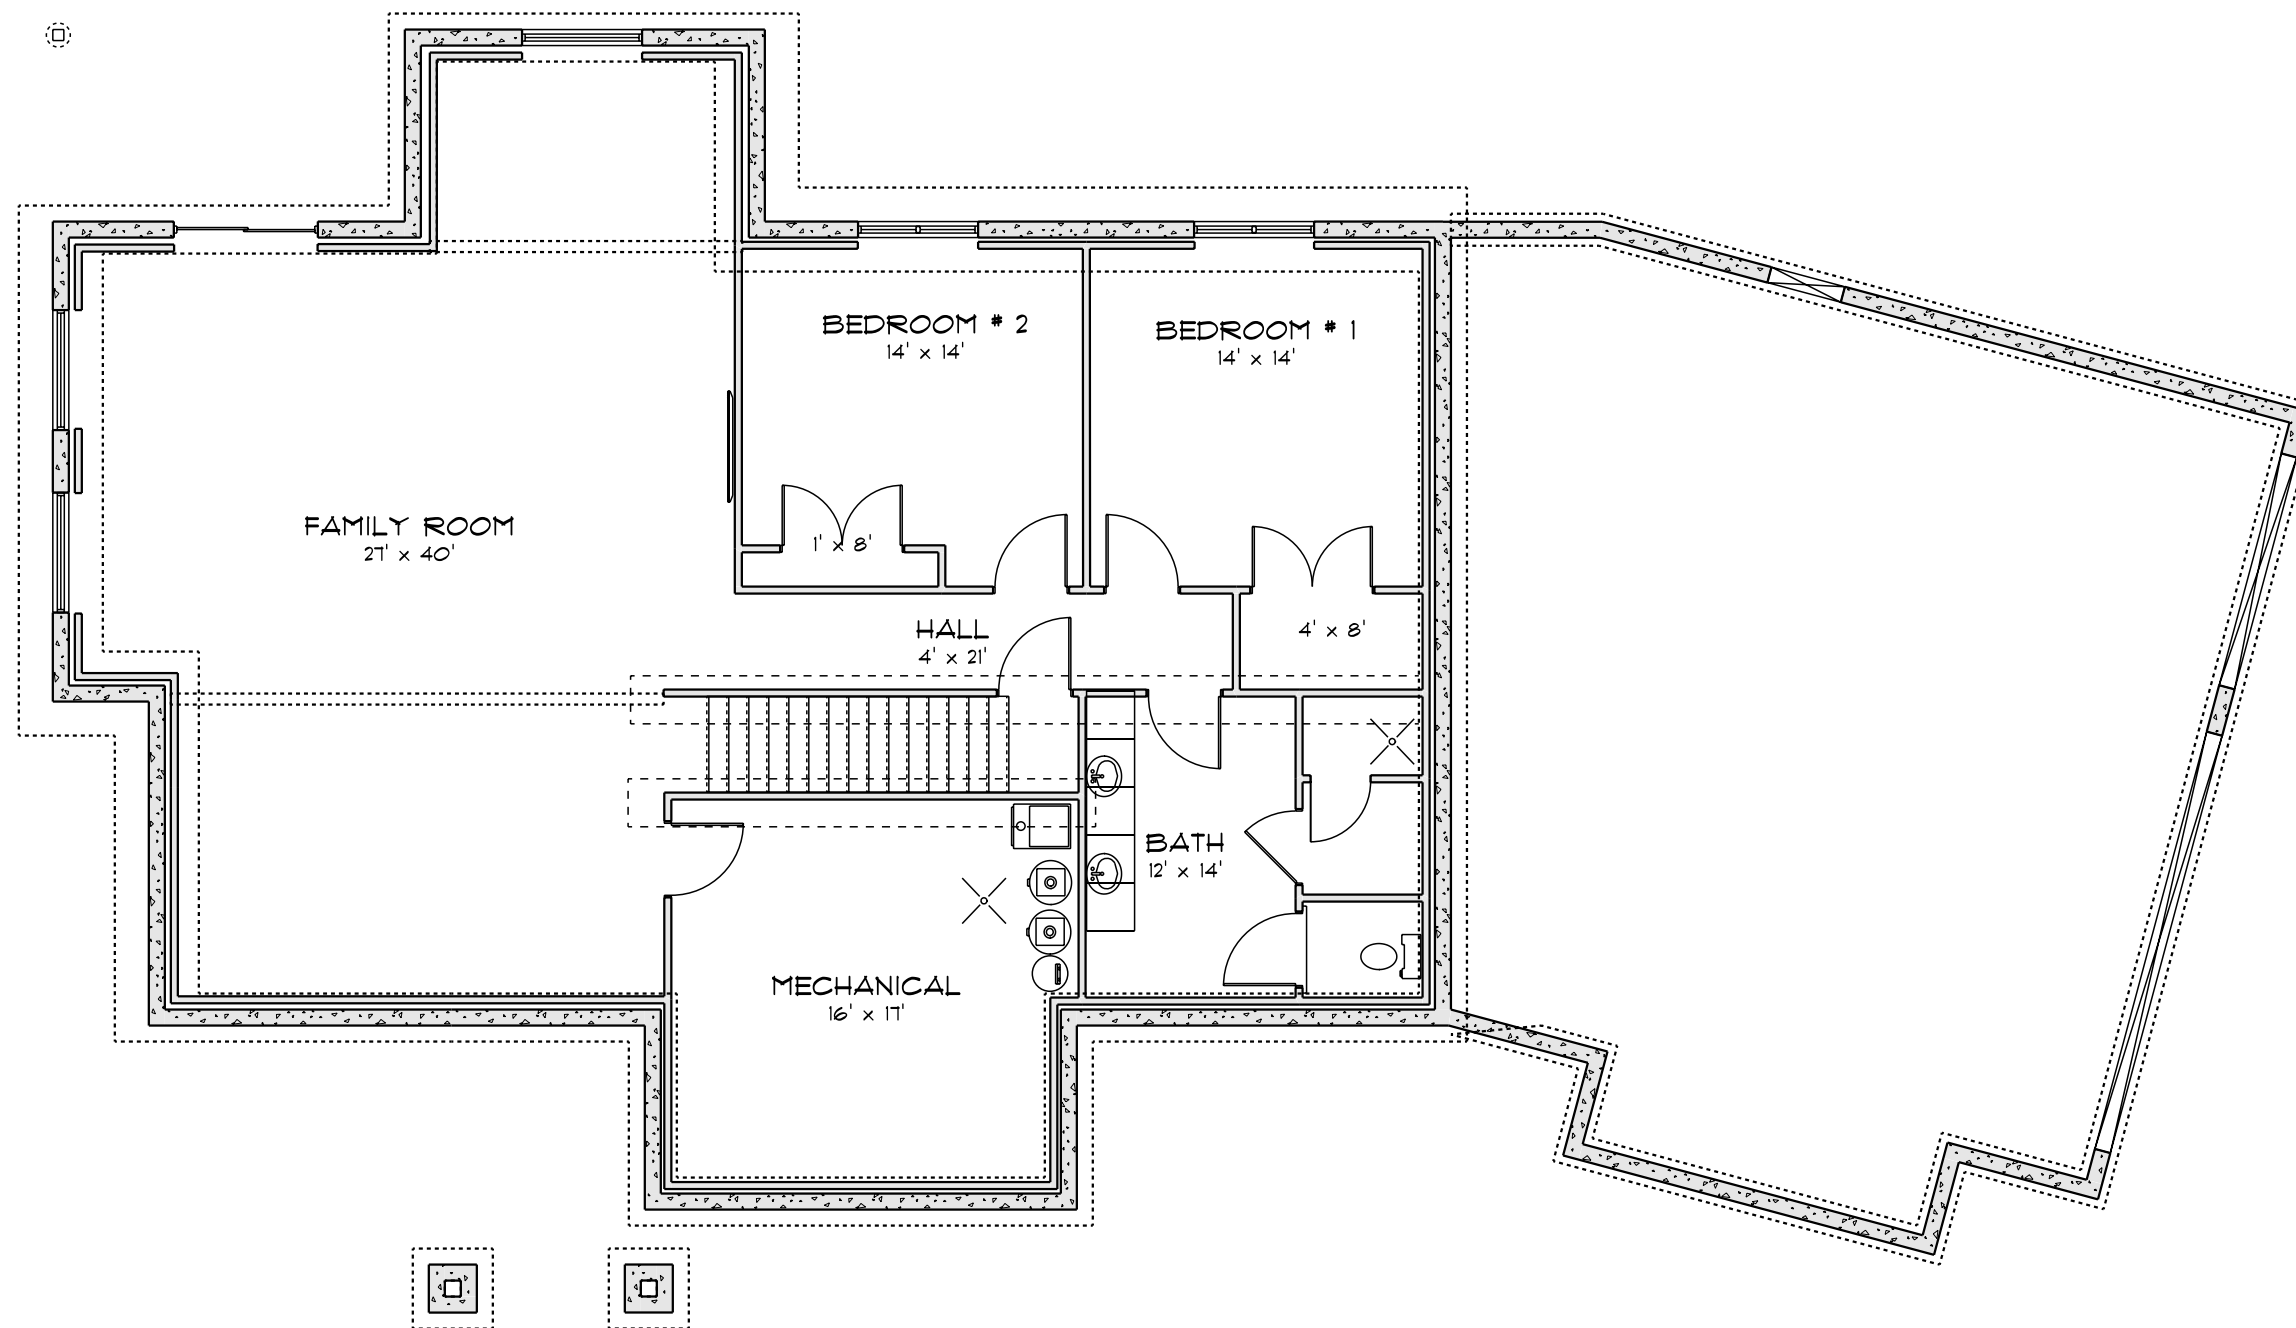 BEDROOM # 2
14' x 14'
BEDROOM # 1
14' x 14'
FAMILY ROOM
27' x 40'
1' x 8'
HALL
4' x 21'
4' x 8'
BATH
12' x 14'
MECHANICAL
16' x 17'